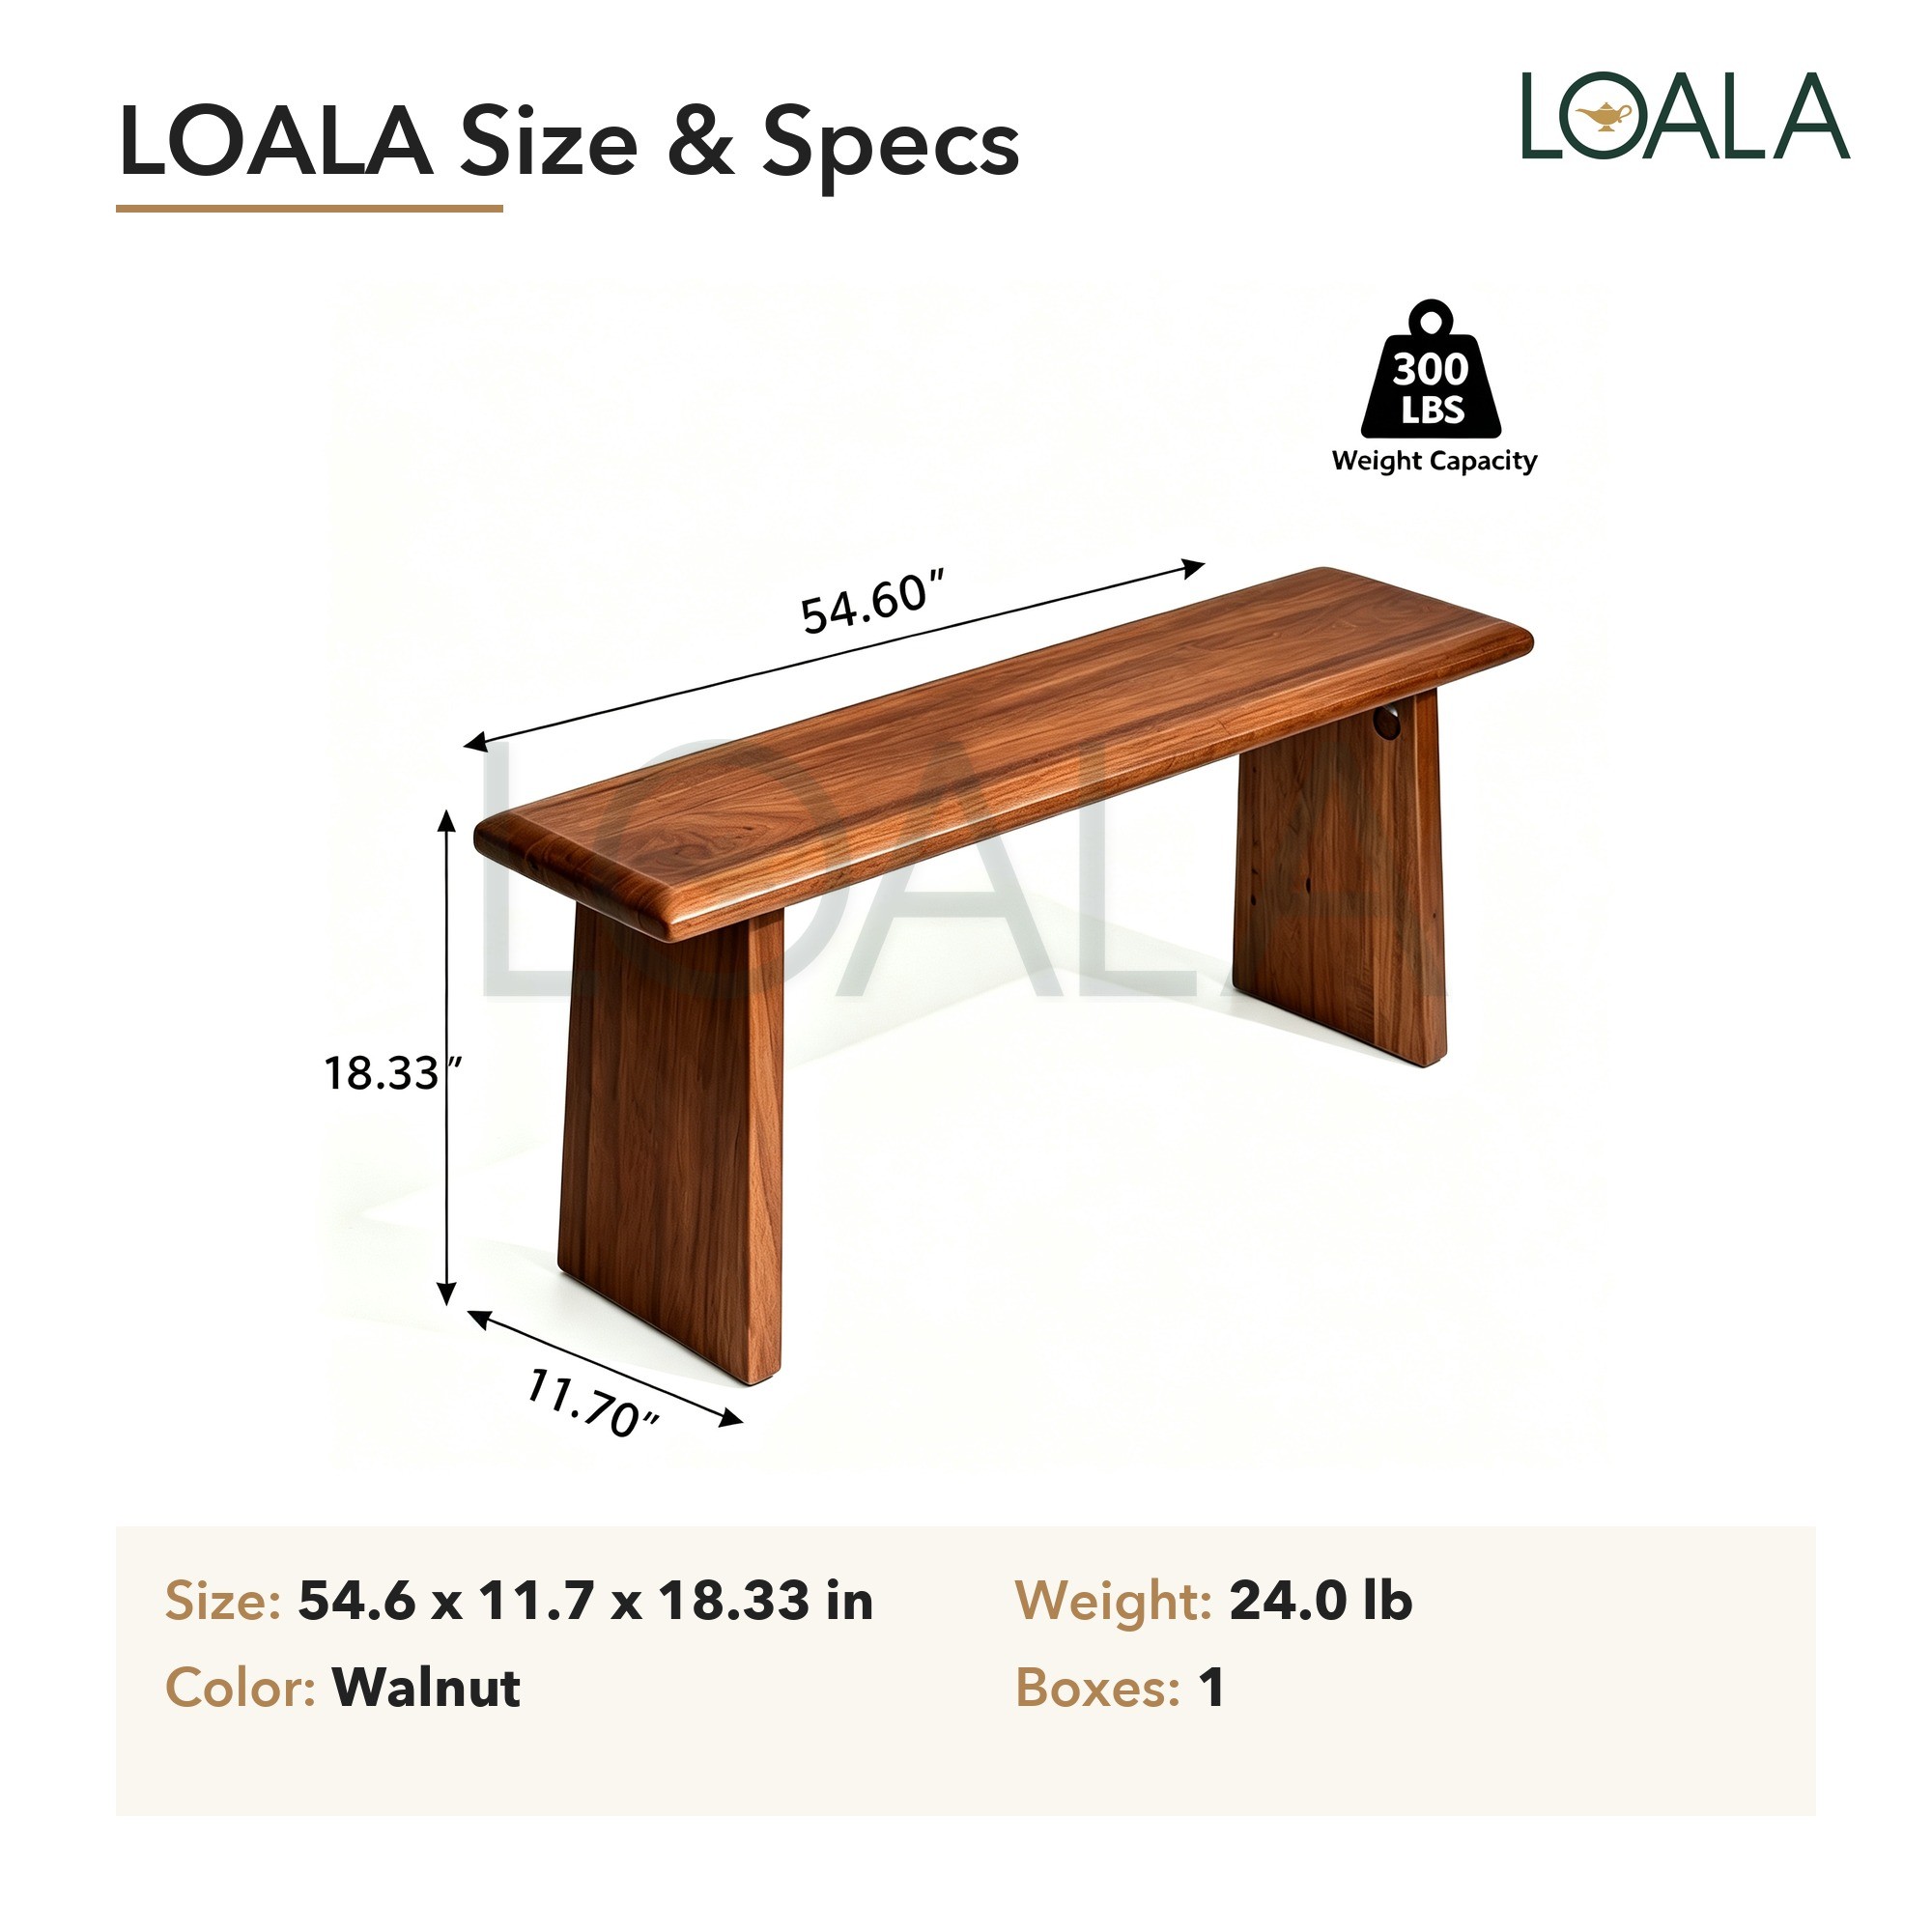 LOALA Size & Specs
LOALA
300
LBS
Weight Capacity
54.60"
LOALA
18.33"
11.70"
Size: 54.6 x 11.7 x 18.33 in
Weight: 24.0 lb
Color: Walnut
Boxes: 1